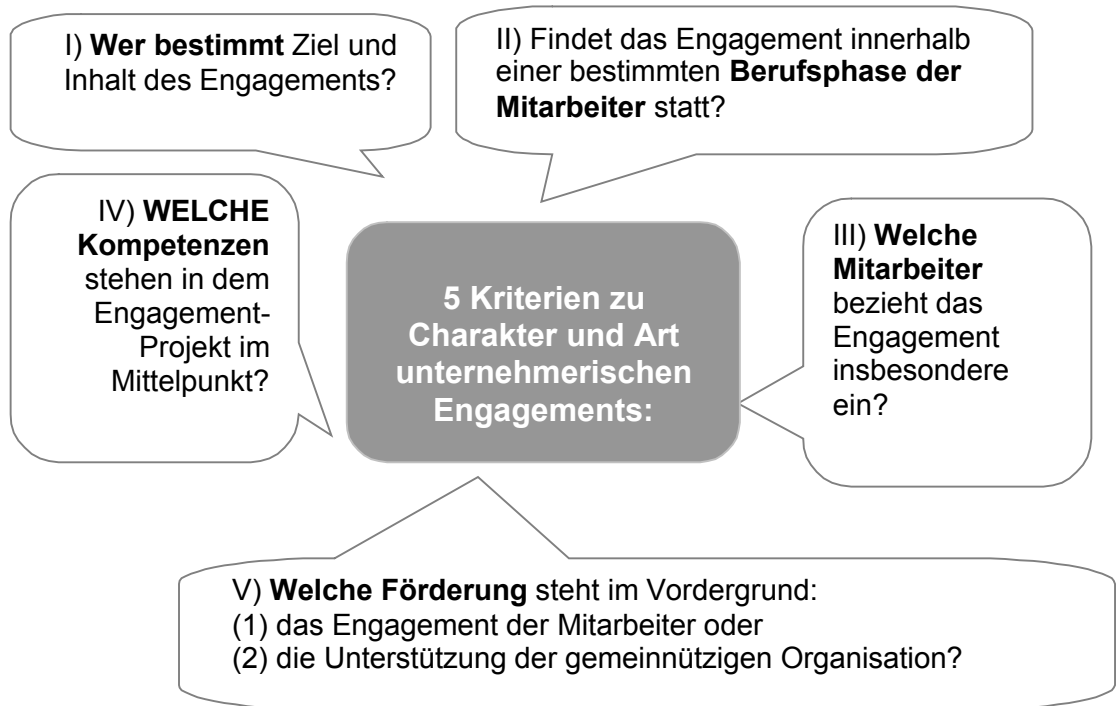 I) Wer bestimmt Ziel und
Inhalt des Engagements?
II) Findet das Engagement innerhalb
einer bestimmten Berufsphase der
Mitarbeiter statt?
IV) WELCHE
Kompetenzen
stehen in dem
Engagement-
Projekt im
Mittelpunkt?
5 Kriterien zu
Charakter und Art
unternehmerischen
Engagements:
III) Welche
Mitarbeiter
bezieht das
Engagement
insbesondere
ein?
V) Welche Förderung steht im Vordergrund:
(1) das Engagement der Mitarbeiter oder
(2) die Unterstützung der gemeinnützigen Organisation?